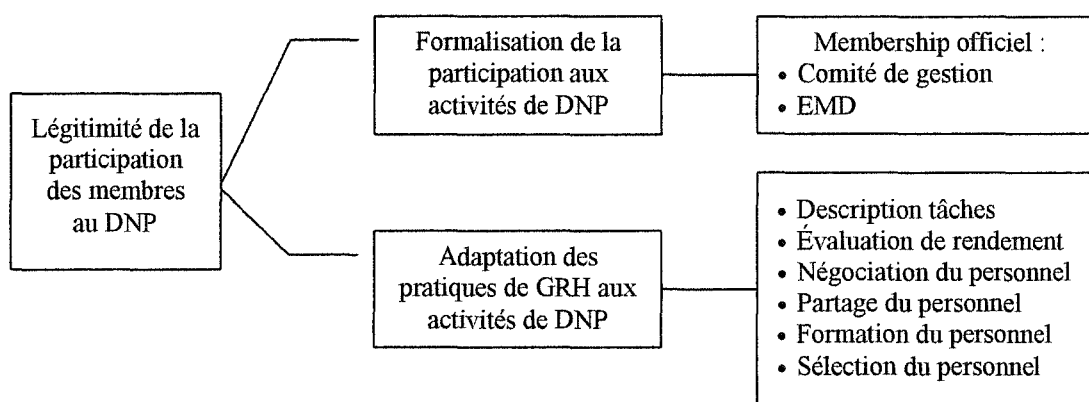 Légitimité de la
participation
des membres
au DNP
Formalisation de la
participation aux
activités de DNP
Membership officiel :
• Comité de gestion
• EMD
Adaptation des
pratiques de GRH aux
activités de DNP
• Description tâches
• Évaluation de rendement
• Négociation du personnel
• Partage du personnel
• Formation du personnel
• Sélection du personnel